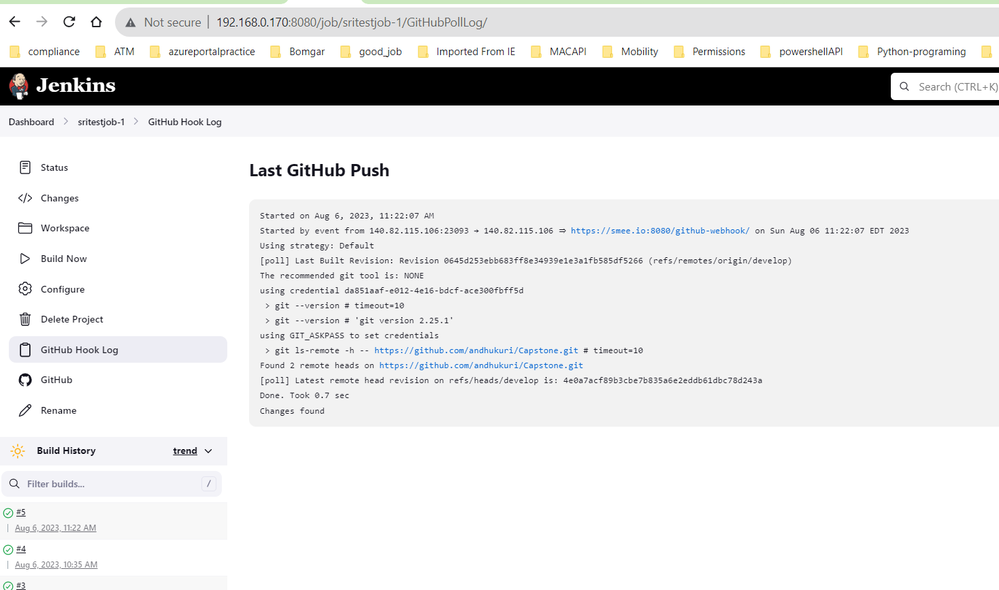 Not secure | 192.168.0.170:8080/job/sritestjob-1/GitHubPollLog/
compliance ATM azureportalpractice Bomgar good_job Imported From IE MACAPI Mobility Permissions powershellAPI Python-programing
Jenkins
Search (CTRL+K)
Dashboard > sritestjob-1 > GitHub Hook Log
Status
Changes
Workspace
Build Now
Configure
Delete Project
GitHub Hook Log
GitHub
Rename
Build History trend
Filter builds... /
#5
| Aug 6, 2023, 11:22 AM
#4
| Aug 6, 2023, 10:35 AM
#3
Last GitHub Push
Started on Aug 6, 2023, 11:22:07 AM
Started by event from 140.82.115.106:23093 → 140.82.115.106 ⇒ https://smee.io:8080/github-webhook/ on Sun Aug 06 11:22:07 EDT 2023
Using strategy: Default
[poll] Last Built Revision: Revision 0645d253ebb683ff8e34939e1e3a1fb585df5266 (refs/remotes/origin/develop)
The recommended git tool is: NONE
using credential da851aaf-e012-4e16-bdcf-ace300fbff5d
> git --version # timeout=10
> git --version # 'git version 2.25.1'
using GIT_ASKPASS to set credentials
> git ls-remote -h -- https://github.com/andhukuri/Capstone.git # timeout=10
Found 2 remote heads on https://github.com/andhukuri/Capstone.git
[poll] Latest remote head revision on refs/heads/develop is: 4e0a7acf89b3cbe7b835a6e2eddb61dbc78d243a
Done. Took 0.7 sec
Changes found